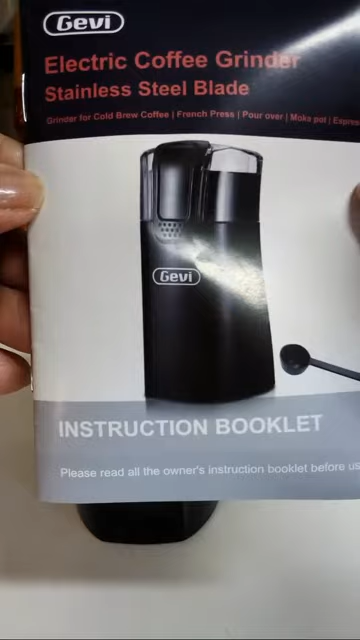 Gevi
Electric Coffee Grinder
Stainless Steel Blade
Grinder for Cold Brew Coffee | French Press | Pour over | Moka pot |
Gevi
INSTRUCTION BOOKLET
Please read all the owner's instruction booklet before